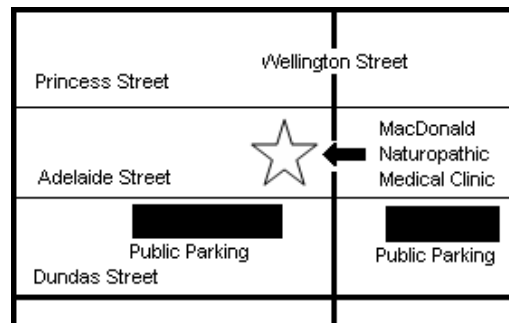 Wellington Street
Princess Street
MacDonald
Naturopathic
Medical Clinic
Adelaide Street
Public Parking
Public Parking
Dundas Street